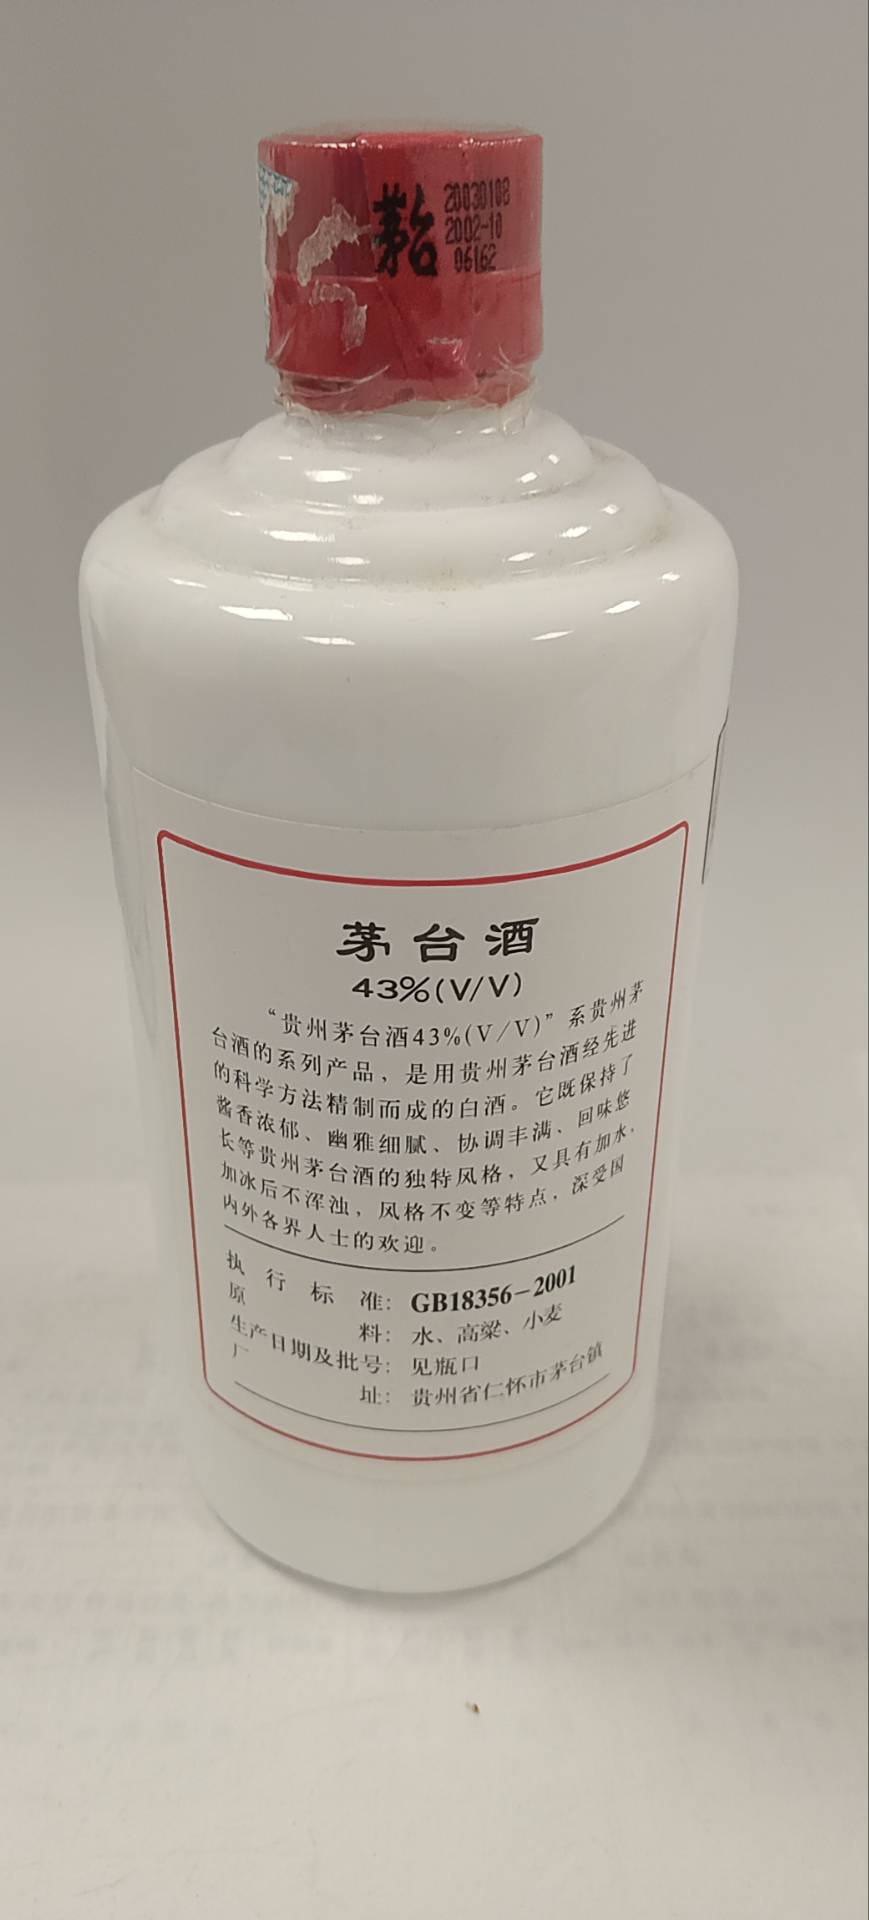 茅台
20030108
2002-10
06162
茅台酒
43%(V/V)
“贵州茅台酒43%(V/V)”系贵州茅
台酒的系列产品，是用贵州茅台酒经先进
的科学方法精制而成的白酒。它既保持了
酱香浓郁、幽雅细腻、协调丰满、回味悠
长等贵州茅台酒的独特风格，又具有加水，
加冰后不浑浊，风格不变等特点，深受国
内外各界人士的欢迎。
执行标准：GB18356-2001
原料：水、高粱、小麦
生产日期及批号：见瓶口
厂址：贵州省仁怀市茅台镇